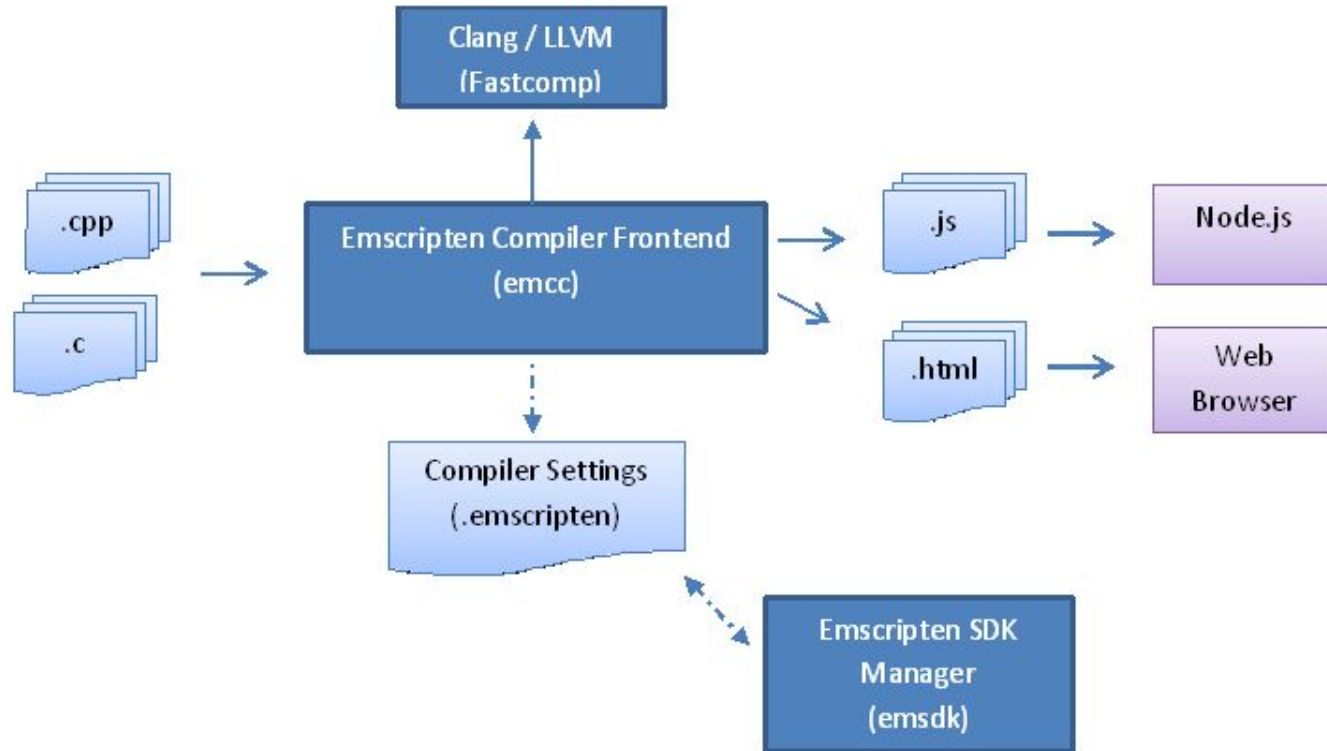 Clang / LLVM
(Fastcomp)
.cpp
.c
Emscripten Compiler Frontend
(emcc)
.js
Node.js
.html
Web
Browser
Compiler Settings
(.emscripten)
Emscripten SDK
Manager
(emsdk)